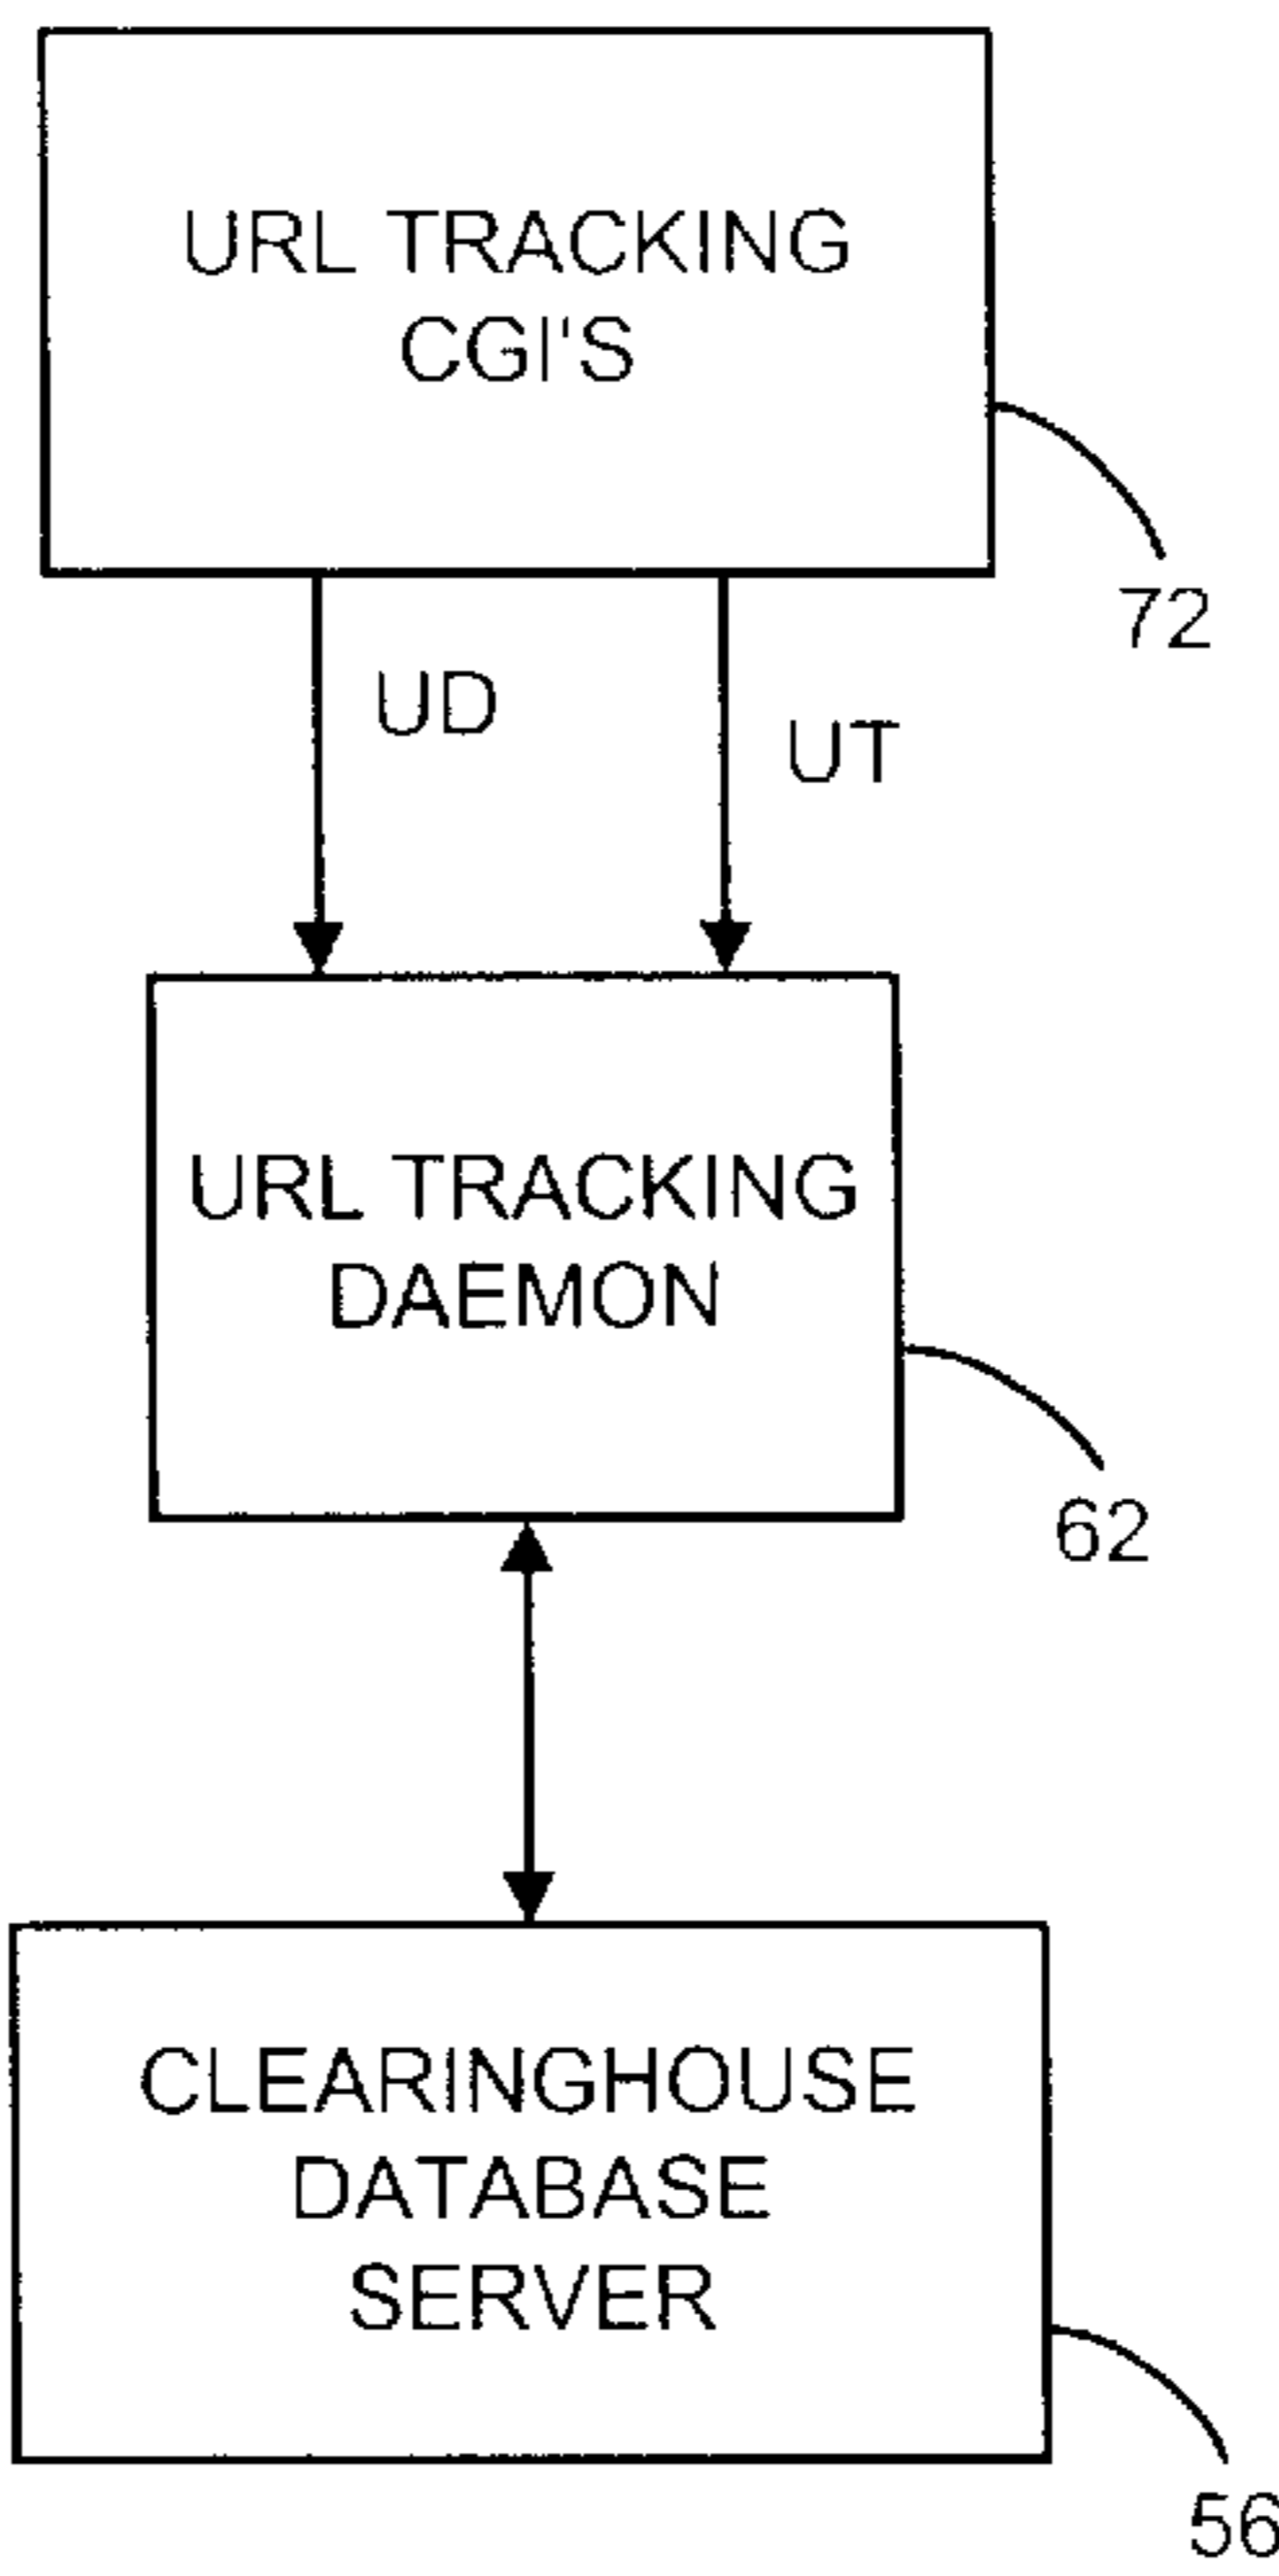 URL TRACKING
CGI'S
72
UD
UT
URL TRACKING
DAEMON
62
CLEARINGHOUSE
DATABASE
SERVER
56